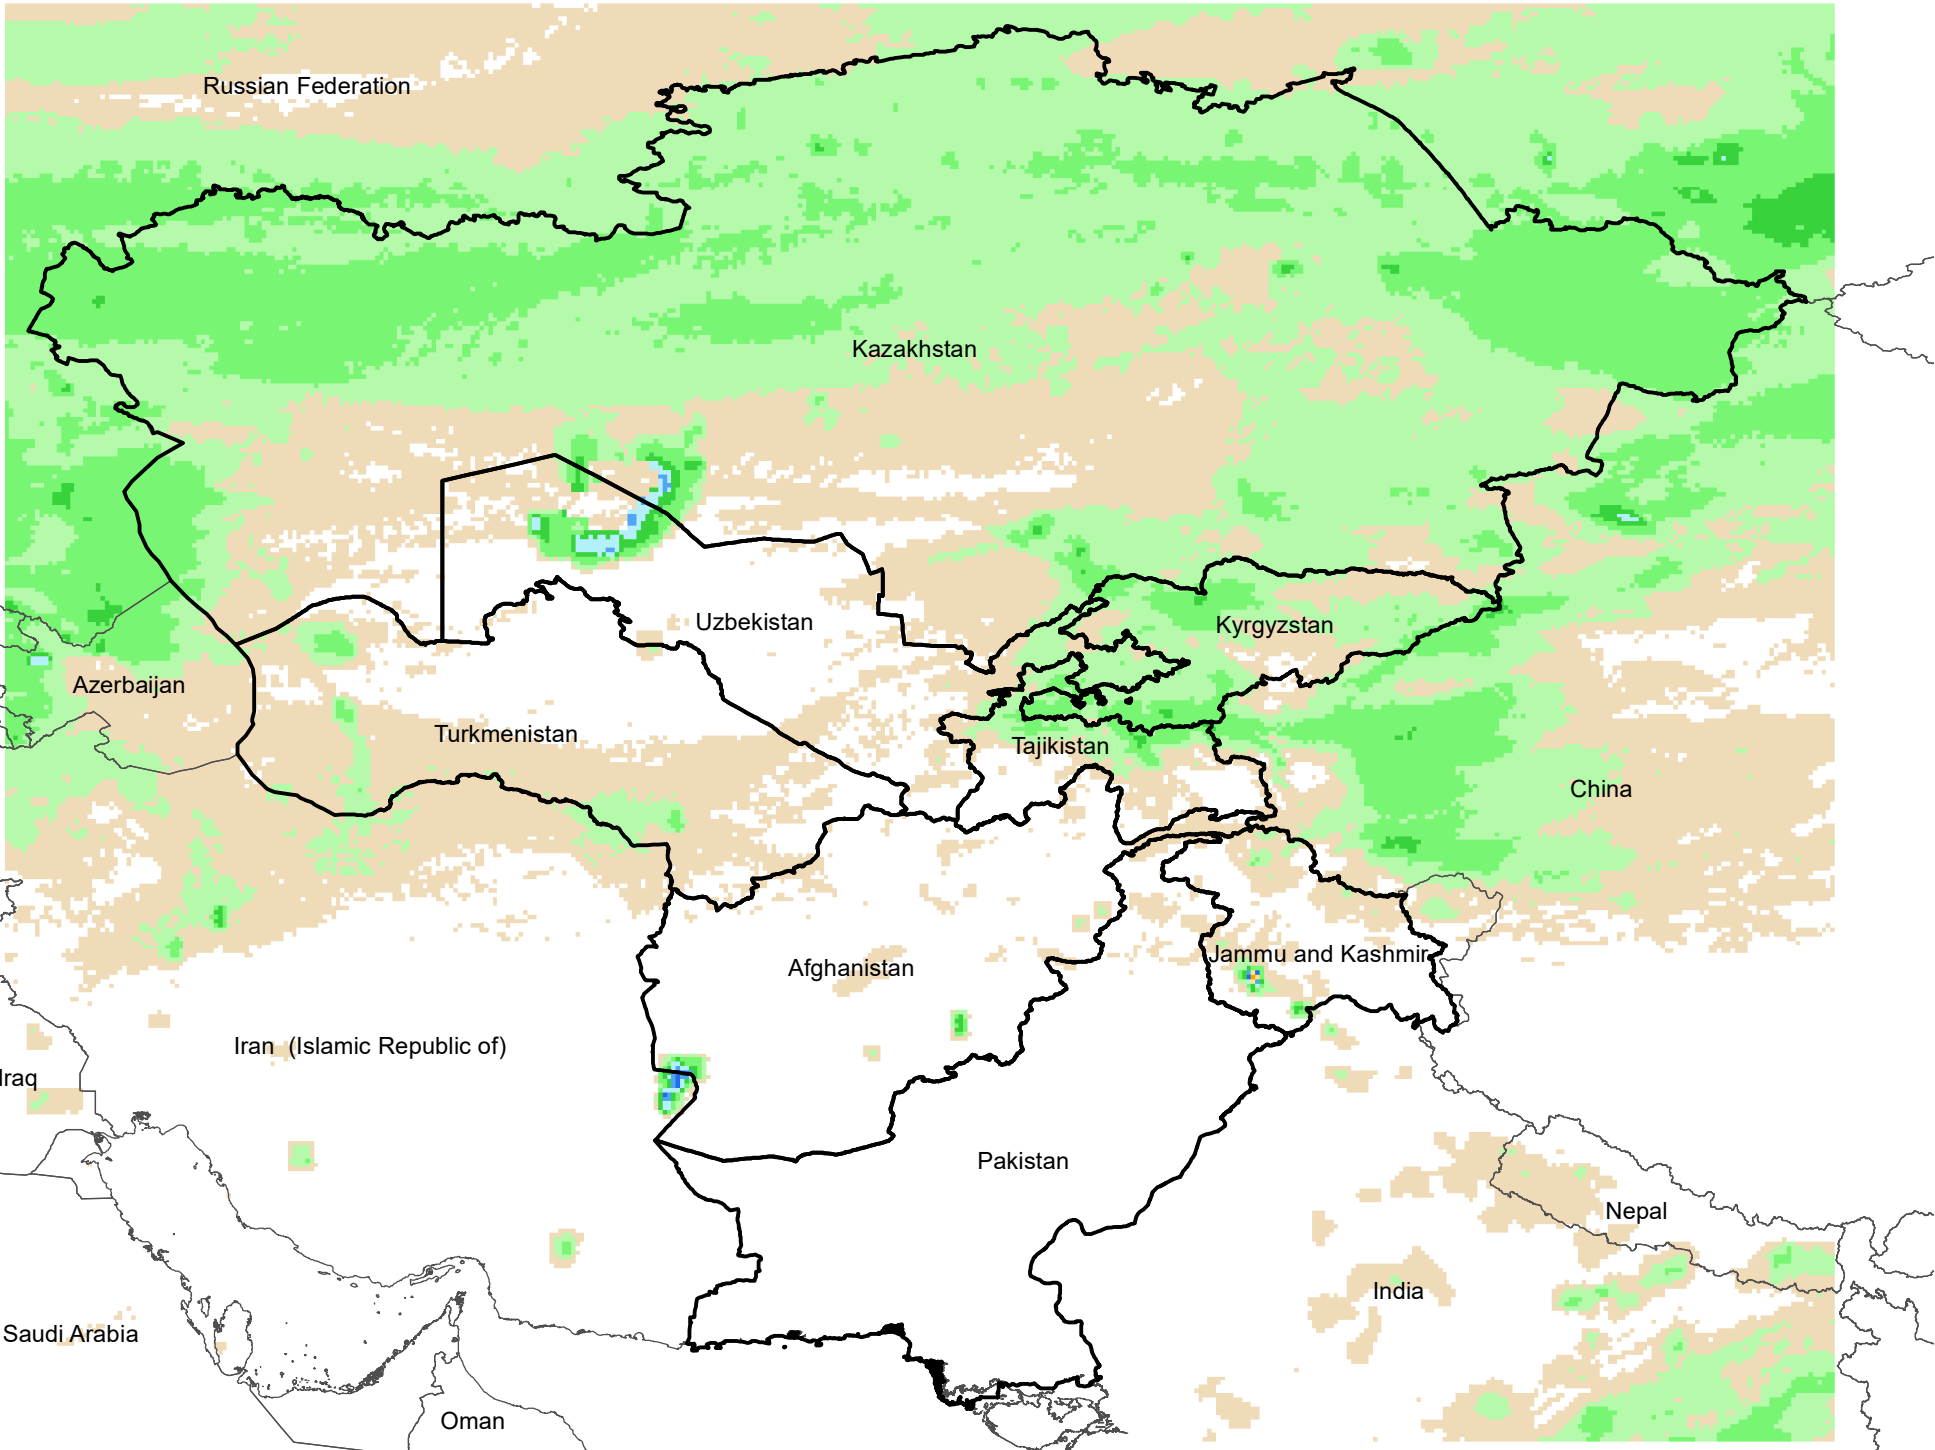 Russian Federation
Kazakhstan
Uzbekistan
Kyrgyzstan
Azerbaijan
Turkmenistan
Tajikistan
China
Jammu and Kashmir
Afghanistan
Iran (Islamic Republic of)
Iraq
Pakistan
Nepal
India
Saudi Arabia
Oman